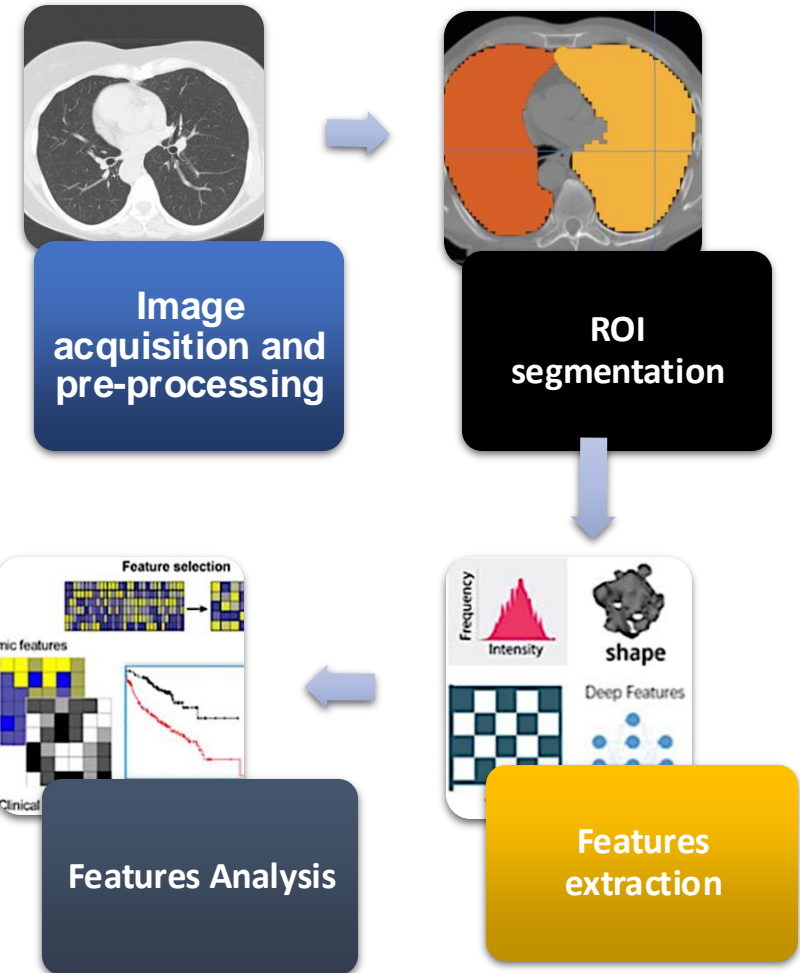 Image
acquisition and
pre-processing
ROI
segmentation
Feature selection
mic features
Clinical
Features Analysis
Frequency
Intensity
shape
Deep Features
Features
extraction